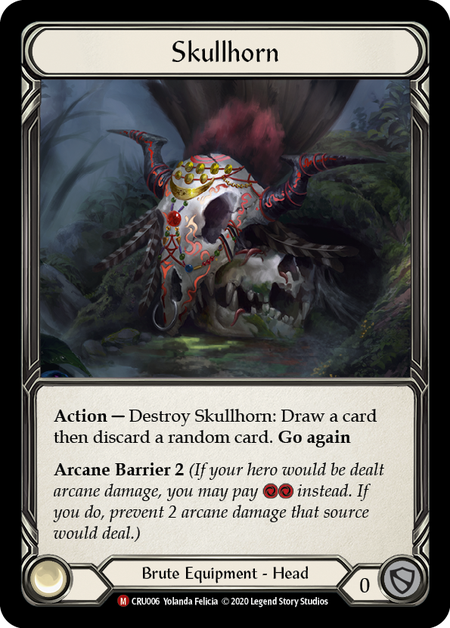 Skullhorn
Action — Destroy Skullhorn: Draw a card
then discard a random card. Go again
Arcane Barrier 2 (If your hero would be dealt
arcane damage, you may pay instead. If
you do, prevent 2 arcane damage that source
would deal.)
Brute Equipment - Head
0
M CRU006 Yolanda Felicia © 2020 Legend Story Studios